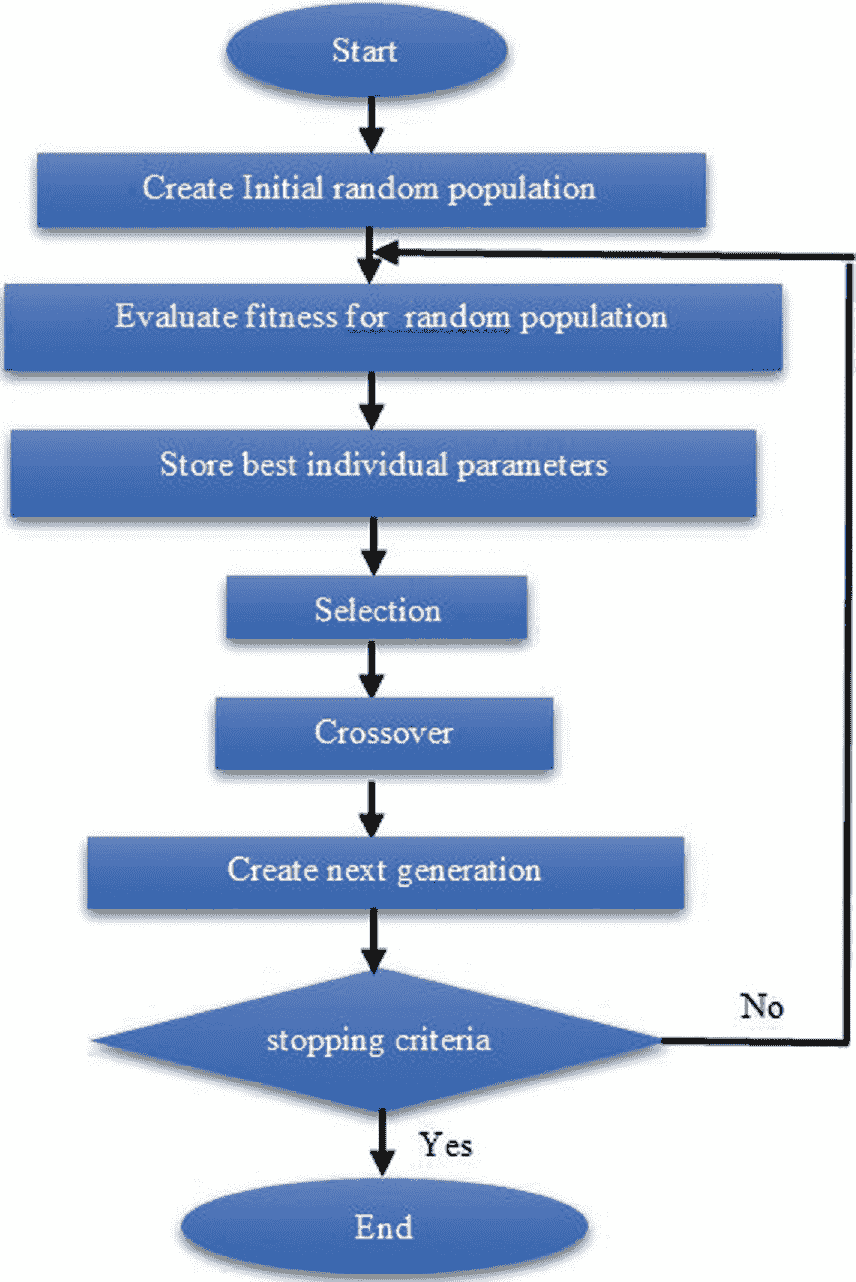 Start
Create Initial random population
Evaluate fitness for random population
Store best individual parameters
Selection
Crossover
Create next generation
stopping criteria
No
Yes
End